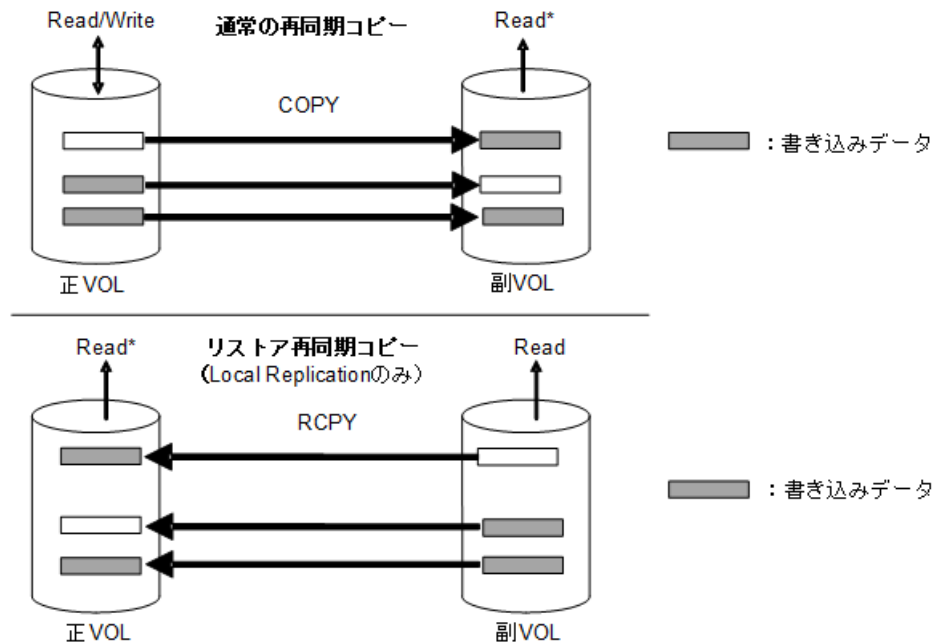 Read/Write
通常の再同期コピー
Read*
COPY
：書き込みデータ
正VOL
副VOL
Read*
リストア再同期コピー
Read
(Local Replicationのみ)
RCPY
：書き込みデータ
正VOL
副VOL